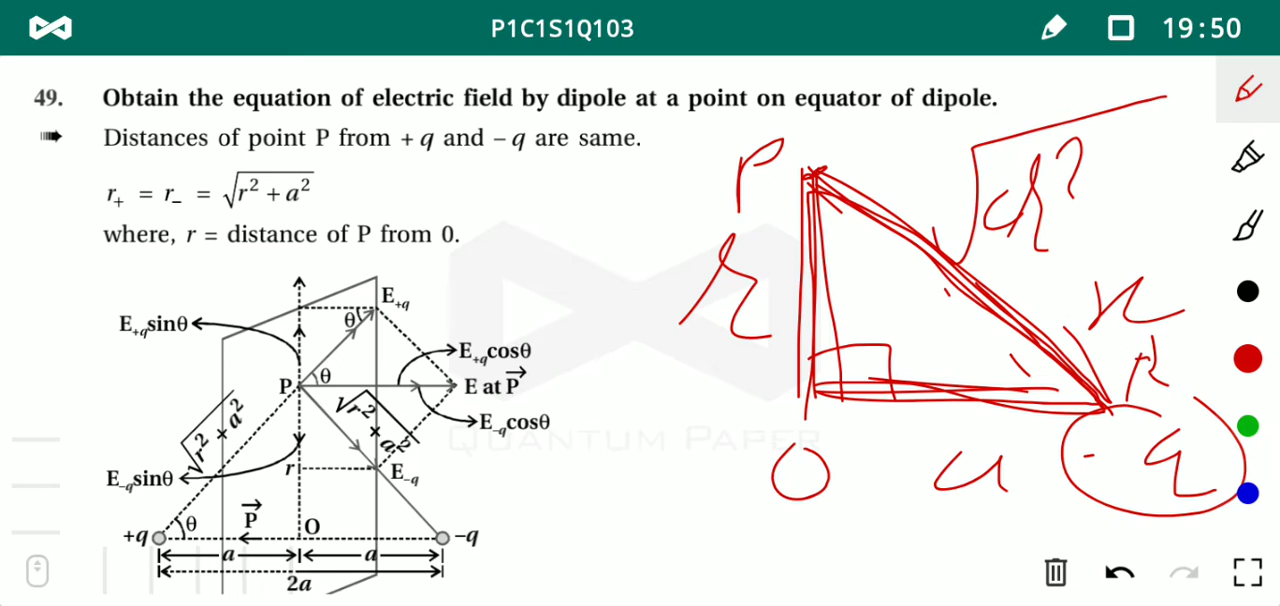 P1C1S1Q103
19:50
49. Obtain the equation of electric field by dipole at a point on equator of dipole.
➠ Distances of point P from + q and − q are same.
r₊ = r₋ = √(r² + a²)
where, r = distance of P from 0.
E₊qsinθ
E₊q
θ
E₊qcosθ
P
θ
E at P⃗
√r² + a²
√r² + a²
E₋qcosθ
E₋qsinθ
r
E₋q
+q
θ
P⃗
O
−q
a
a
2a
QUANTUM PAPER
P
r
O
a
- q